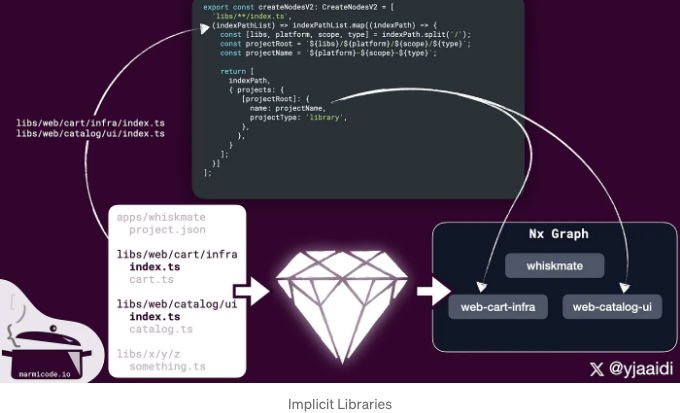 export const createNodesV2: CreateNodesV2 = [
'libs/**/index.ts',
(indexPathList) => indexPathList.map((indexPath) => {
const [libs, platform, scope, type] = indexPath.split('/');
const projectRoot = `${libs}/${platform}/${scope}/${type}`;
const projectName = `${platform}-${scope}-${type}`;
return [
indexPath,
{ projects: {
[projectRoot]: {
name: projectName,
projectType: 'library',
},
},
}
];
})
];
libs/web/cart/infra/index.ts
libs/web/catalog/ui/index.ts
apps/whiskmate
project.json
libs/web/cart/infra
index.ts
cart.ts
libs/web/catalog/ui
index.ts
catalog.ts
libs/x/y/z
something.ts
Nx Graph
whiskmate
web-cart-infra
web-catalog-ui
marmicode.io
X @yjaaidi
Implicit Libraries